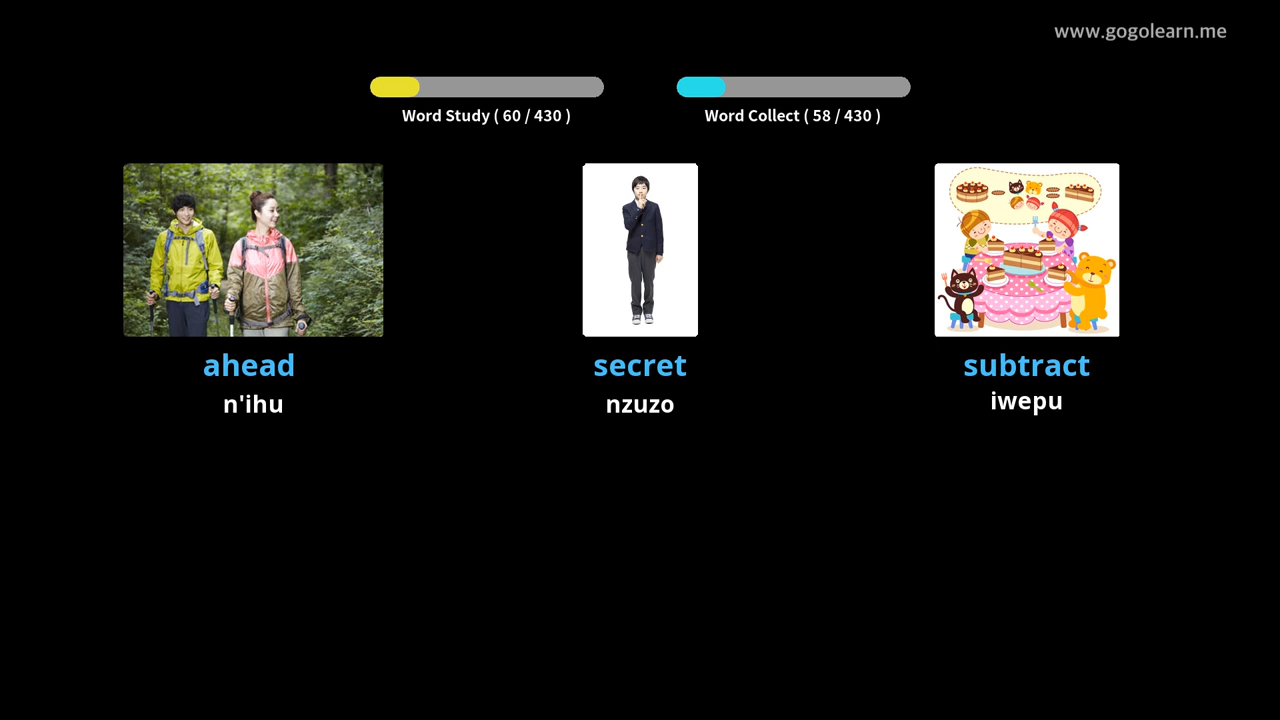 www.gogolearn.me
Word Study ( 60 / 430 )
Word Collect ( 58 / 430 )
ahead
n'ihu
secret
nzuzo
subtract
iwepu